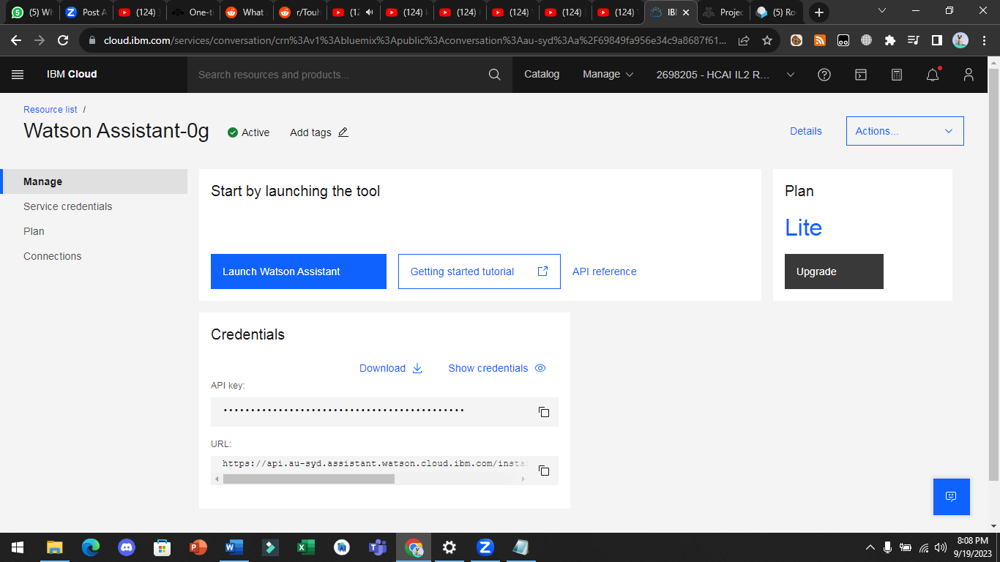 (5) Wh
Post A
(124)
One-t
What
r/Touh
(12
(124)
(124)
(124)
(124)
(124)
IB
Projec
(5) Ro
cloud.ibm.com/services/conversation/crn%3Av1%3Abluemix%3Apublic%3Aconversation%3Aau-syd%3Aa%2F69849fa956e34c9a8687f61...
IBM Cloud
Search resources and products...
Catalog
Manage
2698205 - HCAI IL2 R...
Resource list /
Watson Assistant-0g
Active
Add tags
Details
Actions...
Manage
Service credentials
Plan
Connections
Start by launching the tool
Launch Watson Assistant
Getting started tutorial
API reference
Plan
Lite
Upgrade
Credentials
Download
Show credentials
API key:
••••••••••••••••••••••••••••••••••••••••••••
URL:
https://api.au-syd.assistant.watson.cloud.ibm.com/instan
8:08 PM
9/19/2023